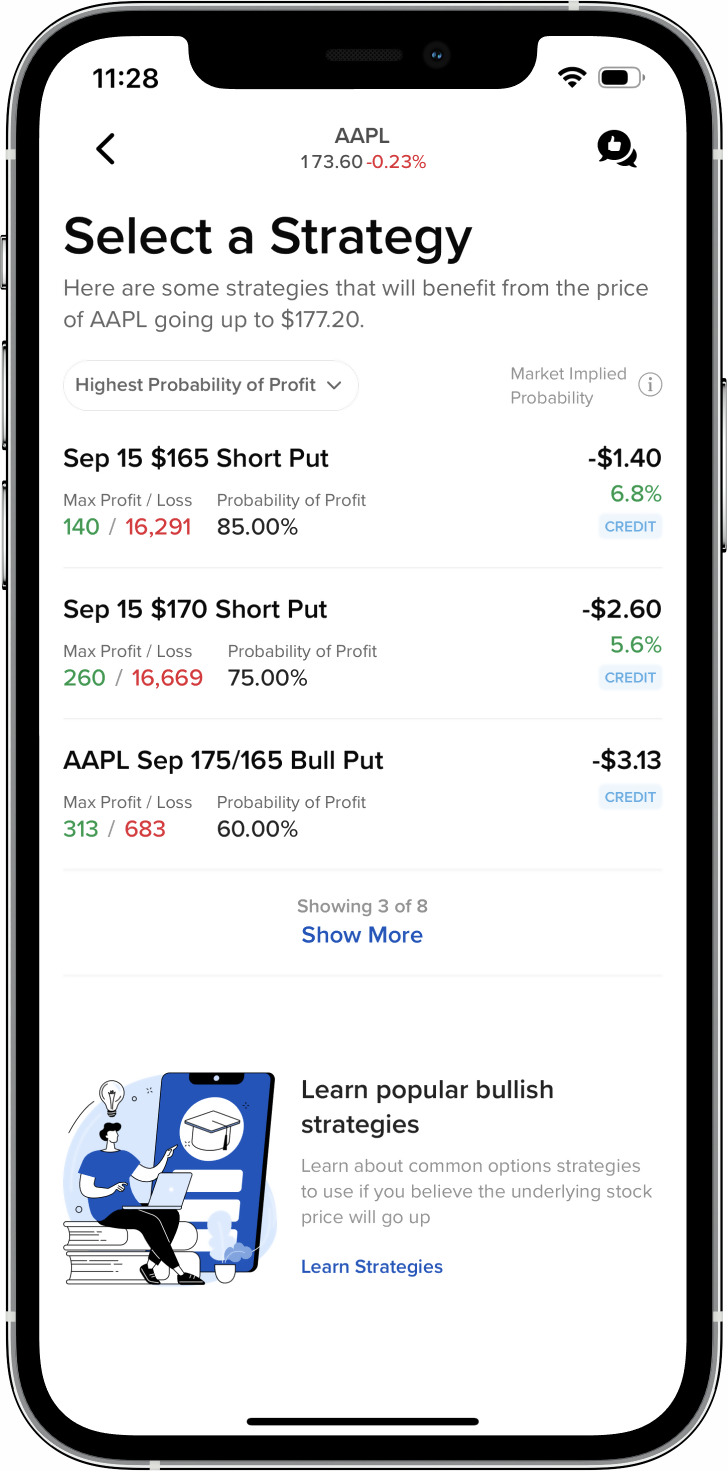 11:28
AAPL
173.60 -0.23%
Select a Strategy
Here are some strategies that will benefit from the price
of AAPL going up to $177.20.
Highest Probability of Profit
Market Implied
Probability
i
Sep 15 $165 Short Put
-$1.40
Max Profit / Loss
Probability of Profit
6.8%
140 / 16,291
85.00%
CREDIT
Sep 15 $170 Short Put
-$2.60
Max Profit / Loss
Probability of Profit
5.6%
260 / 16,669
75.00%
CREDIT
AAPL Sep 175/165 Bull Put
-$3.13
Max Profit / Loss
Probability of Profit
CREDIT
313 / 683
60.00%
Showing 3 of 8
Show More
Learn popular bullish
strategies
Learn about common options strategies
to use if you believe the underlying stock
price will go up
Learn Strategies